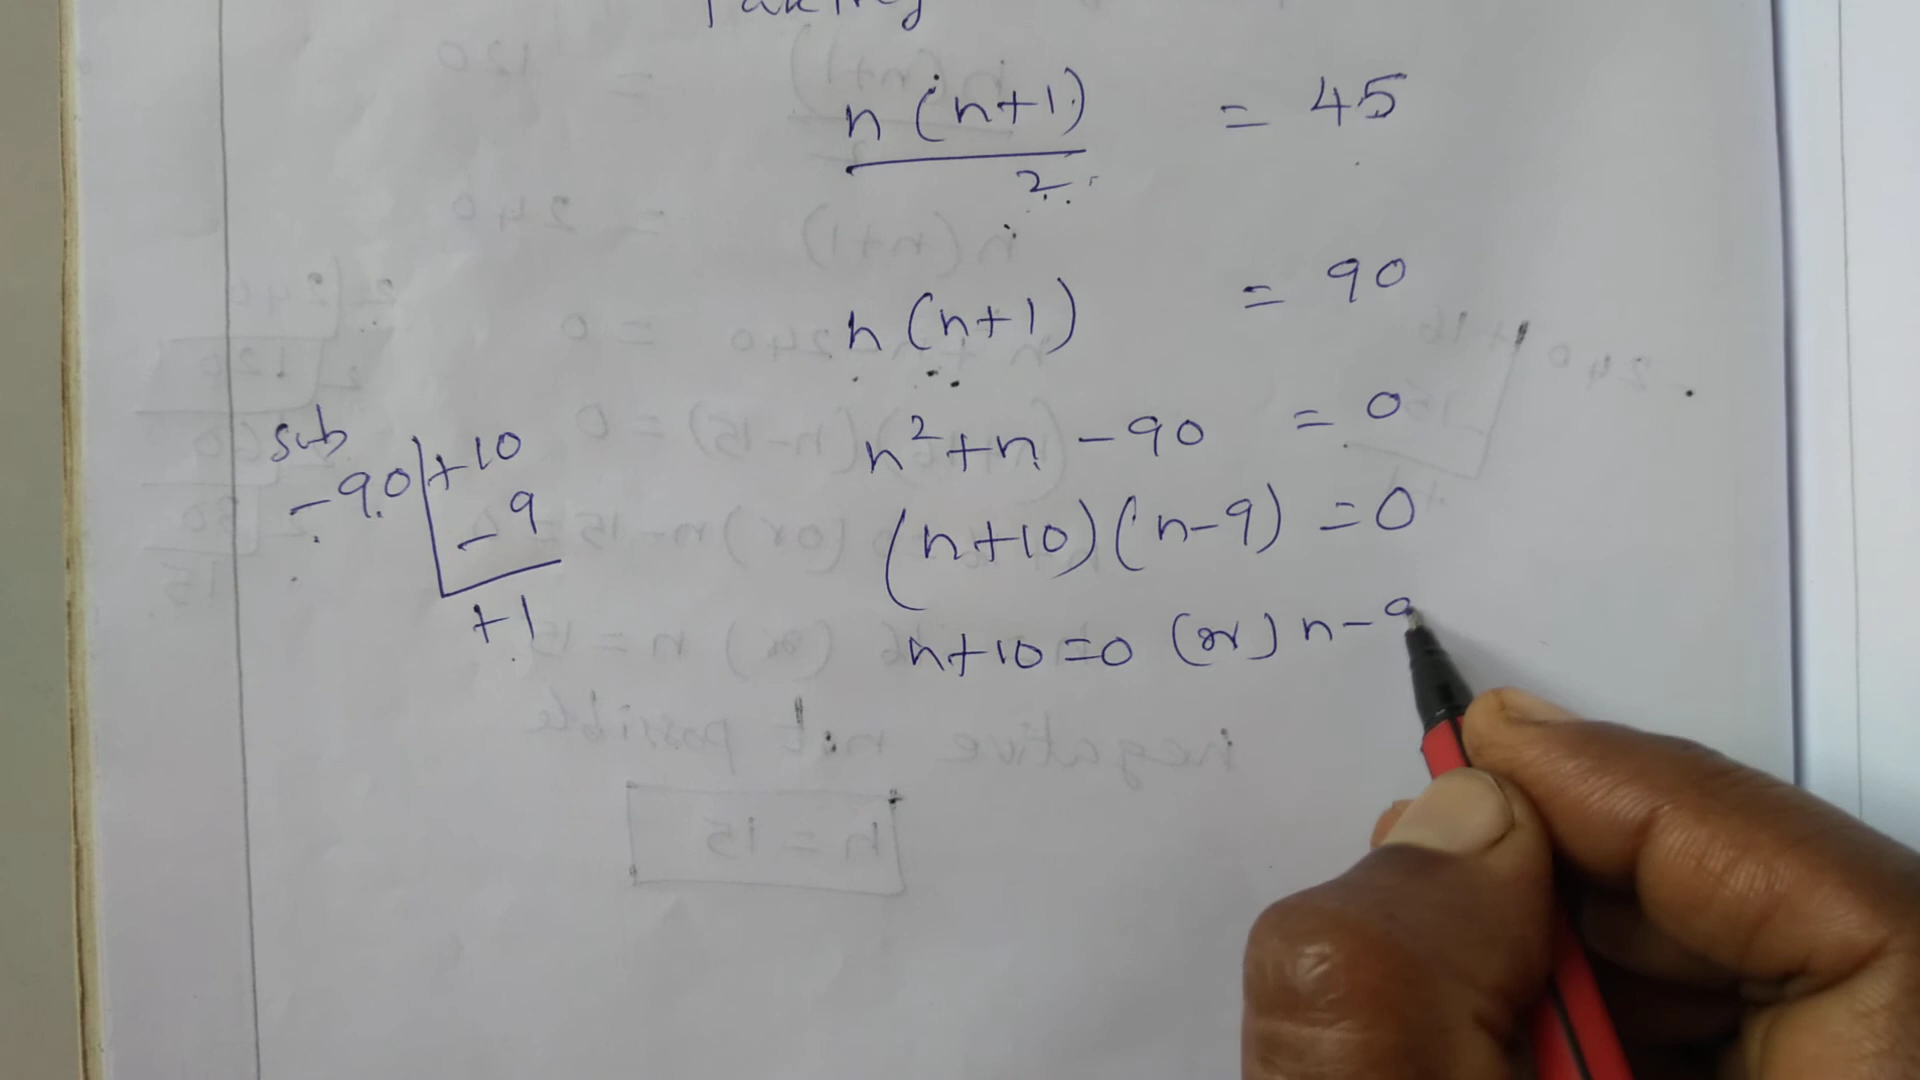 Taking
n(n+1)/2 = 45
n(n+1) = 90
n²+n-90 = 0
sub
-90 | +10
-9
+1
(n+10)(n-9) = 0
n+10=0 (or) n-9